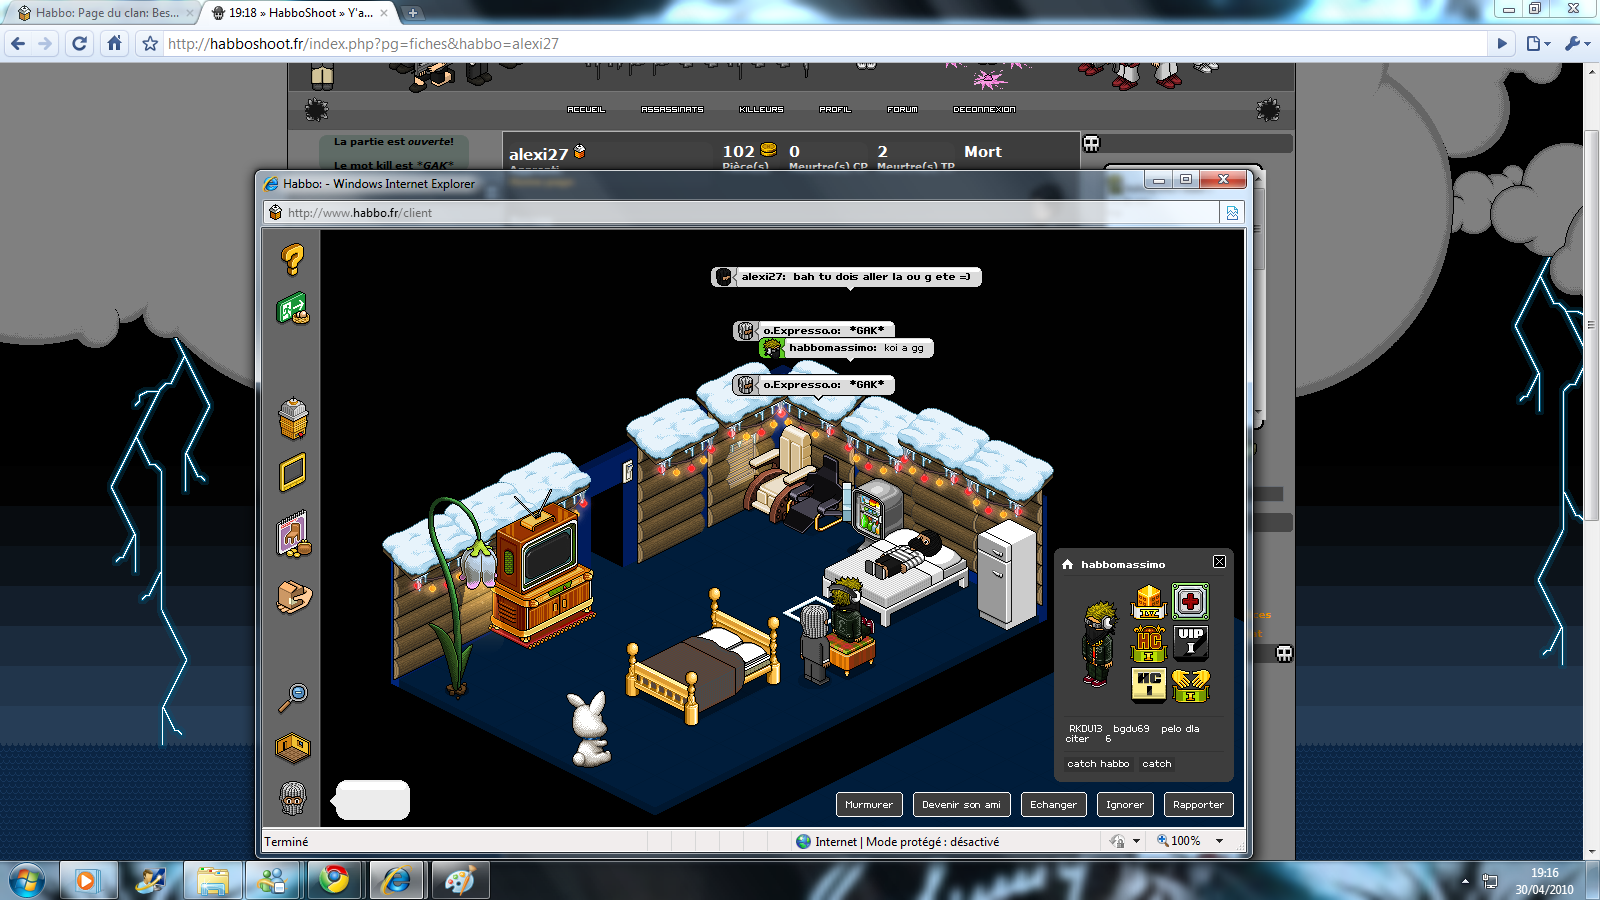 Habbo: Page du clan: Bes...
19:18 » HabboShoot » Y'a...
http://habboshoot.fr/index.php?pg=fiches&habbo=alexi27
ACCUEIL ASSASSINATS KILLEURS PROFIL FORUM DECONNEXION
La partie est ouverte!
Le mot kill est *GAK*
alexi27 102 0 2 Mort
Pièce(s) Meurtre(s) CP Meurtre(s) TP
Habbo: - Windows Internet Explorer
http://www.habbo.fr/client
alexi27: bah tu dois aller la ou g ete =)
o.Expresso.o: *GAK*
habbomassimo: koi a gg
o.Expresso.o: *GAK*
habbomassimo
IV
HC
I
VIP
I
HC
I
I
RKDU13 bgdu69 pelo dla
citer 6
catch habbo catch
Murmurer Devenir son ami Echanger Ignorer Rapporter
Terminé
Internet | Mode protégé : désactivé
100%
19:16
30/04/2010